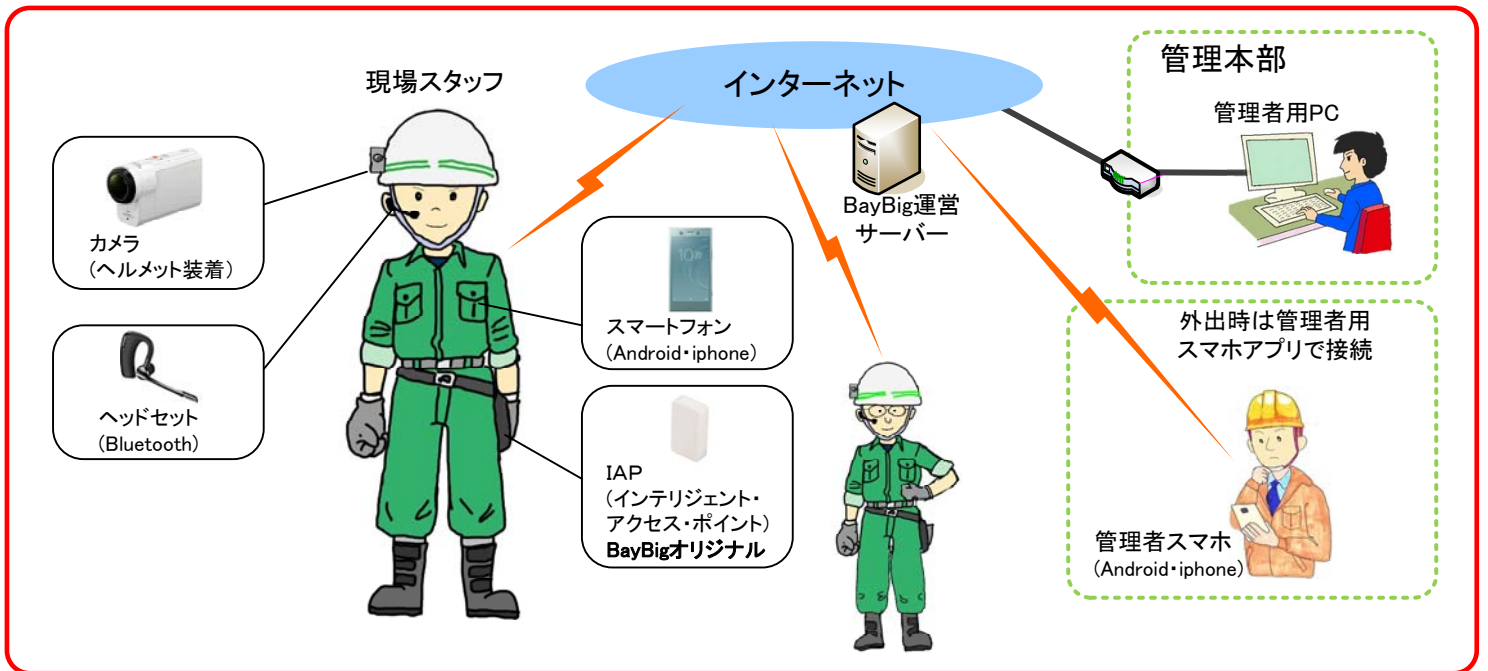 現場スタッフ
カメラ
(ヘルメット装着)
ヘッドセット
(Bluetooth)
スマートフォン
(Android・iphone)
IAP
(インテリジェント・
アクセス・ポイント)
BayBigオリジナル
インターネット
BayBig運営
サーバー
管理本部
管理者用PC
外出時は管理者用
スマホアプリで接続
管理者スマホ
(Android・iphone)